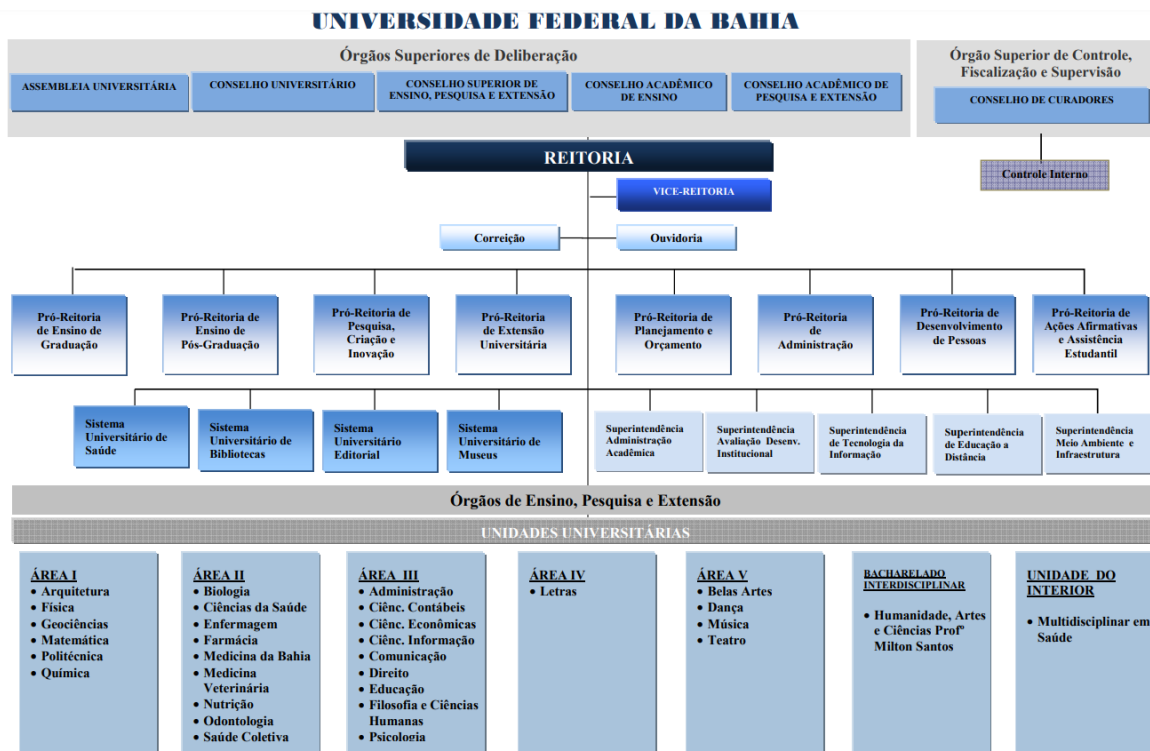 UNIVERSIDADE FEDERAL DA BAHIA
Órgãos Superiores de Deliberação
ASSEMBLEIA UNIVERSITÁRIA
CONSELHO UNIVERSITÁRIO
CONSELHO SUPERIOR DE
ENSINO, PESQUISA E EXTENSÃO
CONSELHO ACADÊMICO
DE ENSINO
CONSELHO ACADÊMICO DE
PESQUISA E EXTENSÃO
Órgão Superior de Controle,
Fiscalização e Supervisão
CONSELHO DE CURADORES
Controle Interno
REITORIA
VICE-REITORIA
Correição
Ouvidoria
Pró-Reitoria
de Ensino de
Graduação
Pró-Reitoria de
Ensino de
Pós-Graduação
Pró-Reitoria de
Pesquisa,
Criação e
Inovação
Pró-Reitoria
de Extensão
Universitária
Pró-Reitoria de
Planejamento e
Orçamento
Pró-Reitoria
de
Administração
Pró-Reitoria de
Desenvolvimento
de Pessoas
Pró-Reitoria de
Ações Afirmativas
e Assistência
Estudantil
Sistema
Universitário de
Saúde
Sistema
Universitário de
Bibliotecas
Sistema
Universitário
Editorial
Sistema
Universitário de
Museus
Superintendência
Administração
Acadêmica
Superintendência
Avaliação Desenv.
Institucional
Superintendência
de Tecnologia da
Informação
Superintendência
de Educação a
Distância
Superintendência
Meio Ambiente e
Infraestrutura
Órgãos de Ensino, Pesquisa e Extensão
UNIDADES UNIVERSITÁRIAS
ÁREA I
• Arquitetura
• Física
• Geociências
• Matemática
• Politécnica
• Química
ÁREA II
• Biologia
• Ciências da Saúde
• Enfermagem
• Farmácia
• Medicina da Bahia
• Medicina
Veterinária
• Nutrição
• Odontologia
• Saúde Coletiva
ÁREA III
• Administração
• Ciênc. Contábeis
• Ciênc. Econômicas
• Ciênc. Informação
• Comunicação
• Direito
• Educação
• Filosofia e Ciências
Humanas
• Psicologia
ÁREA IV
• Letras
ÁREA V
• Belas Artes
• Dança
• Música
• Teatro
BACHARELADO
INTERDISCIPLINAR
• Humanidade, Artes
e Ciências Profº
Milton Santos
UNIDADE DO
INTERIOR
• Multidisciplinar em
Saúde